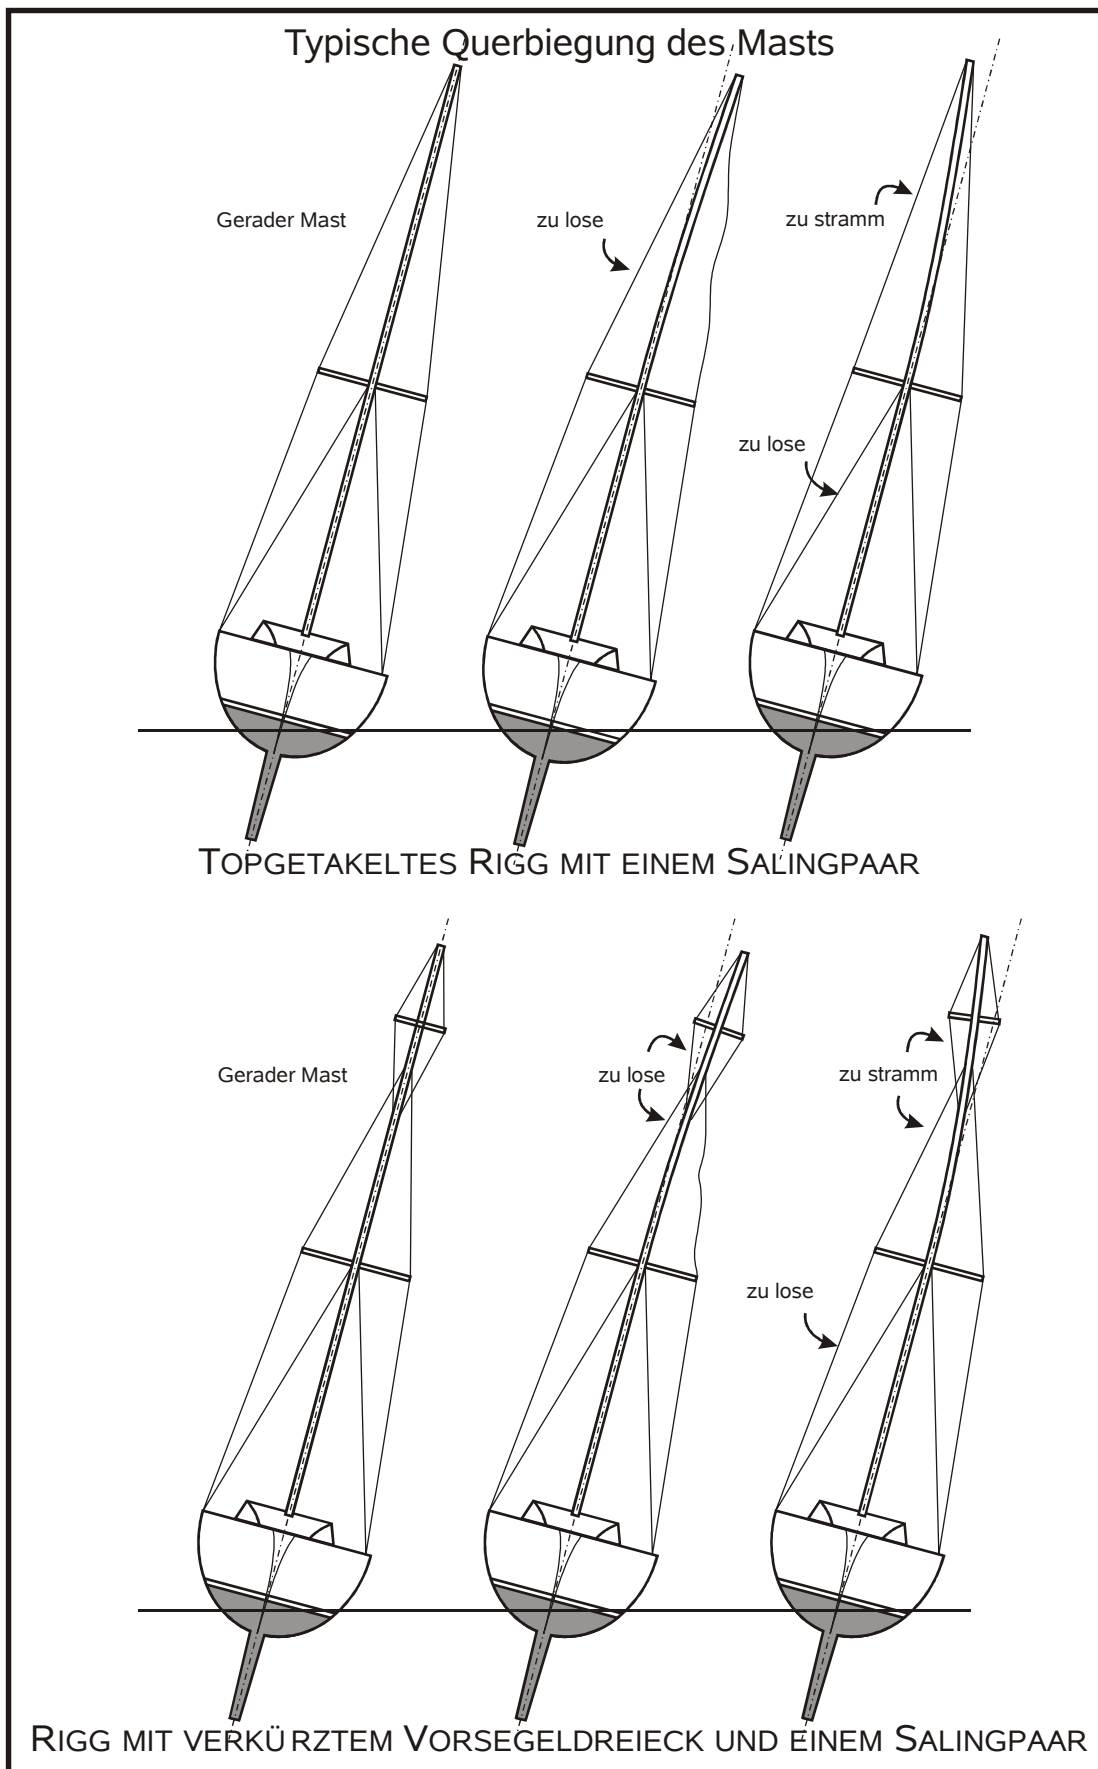 Typische Querbiegung des Masts
Gerader Mast
zu lose
zu stramm
zu lose
TOPGETAKELTES RIGG MIT EINEM SALINGPAAR
Gerader Mast
zu lose
zu stramm
zu lose
RIGG MIT VERKÜRZTEM VORSEGELDREIECK UND EINEM SALINGPAAR